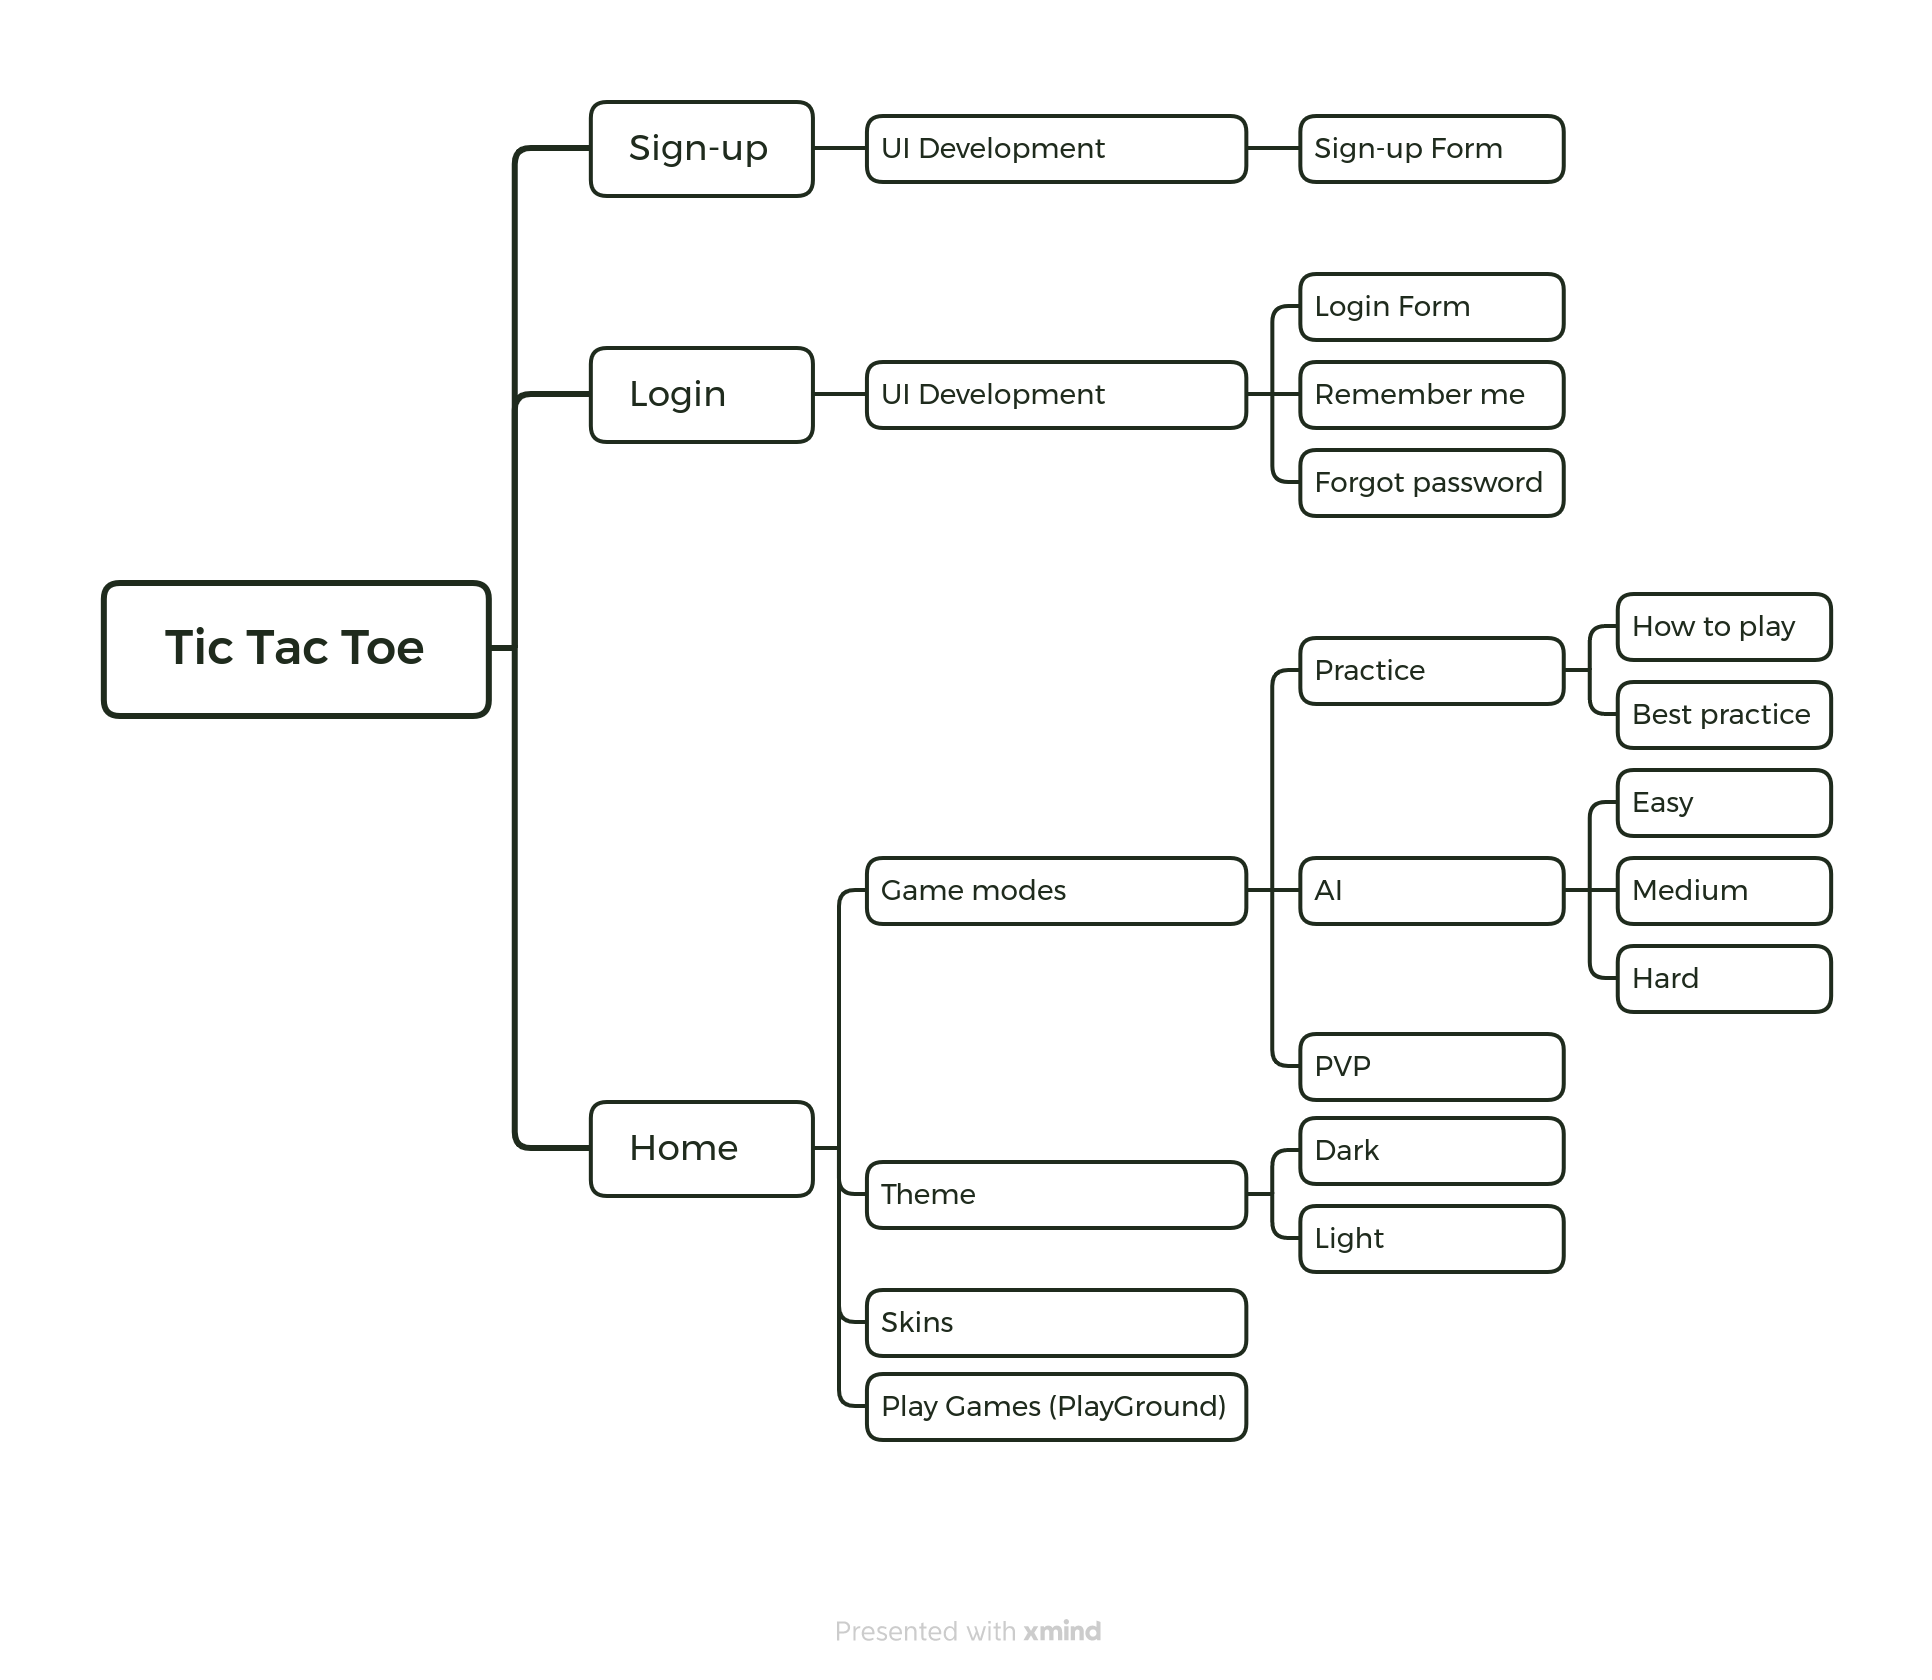 Tic Tac Toe
Sign-up
UI Development
Sign-up Form
Login
UI Development
Login Form
Remember me
Forgot password
Home
Game modes
Practice
How to play
Best practice
AI
Easy
Medium
Hard
PVP
Theme
Dark
Light
Skins
Play Games (PlayGround)
Presented with xmind